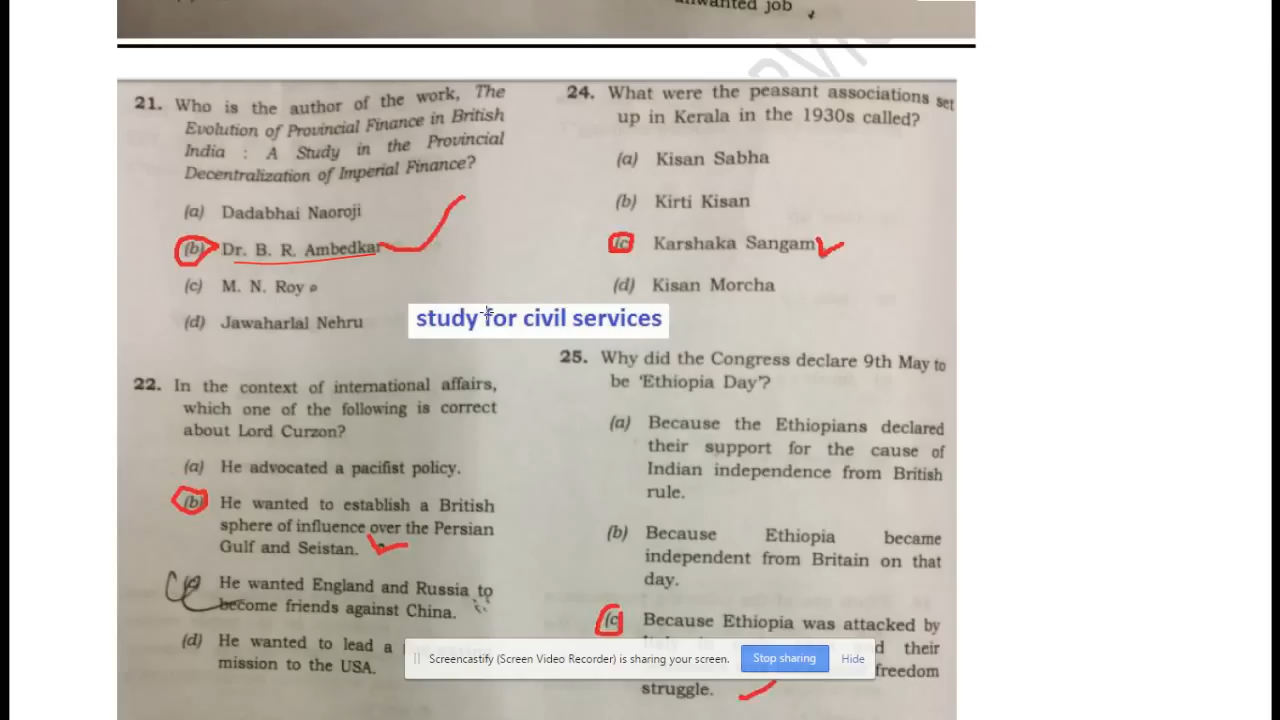 unwanted job
21. Who is the author of the work, The
Evolution of Provincial Finance in British
India : A Study in the Provincial
Decentralization of Imperial Finance?
(a) Dadabhai Naoroji
(b) Dr. B. R. Ambedkar
(c) M. N. Roy
(d) Jawaharlal Nehru
22. In the context of international affairs,
which one of the following is correct
about Lord Curzon?
(a) He advocated a pacifist policy.
(b) He wanted to establish a British
sphere of influence over the Persian
Gulf and Seistan.
He wanted England and Russia to
become friends against China.
(d) He wanted to lead a
mission to the USA.
24. What were the peasant associations set
up in Kerala in the 1930s called?
(a) Kisan Sabha
(b) Kirti Kisan
(c) Karshaka Sangam
(d) Kisan Morcha
study for civil services
25. Why did the Congress declare 9th May to
be 'Ethiopia Day'?
(a) Because the Ethiopians declared
their support for the cause of
Indian independence from British
rule.
(b) Because Ethiopia became
independent from Britain on that
day.
(c) Because Ethiopia was attacked by
d their
freedom
struggle.
Screencastify (Screen Video Recorder) is sharing your screen.
Stop sharing
Hide